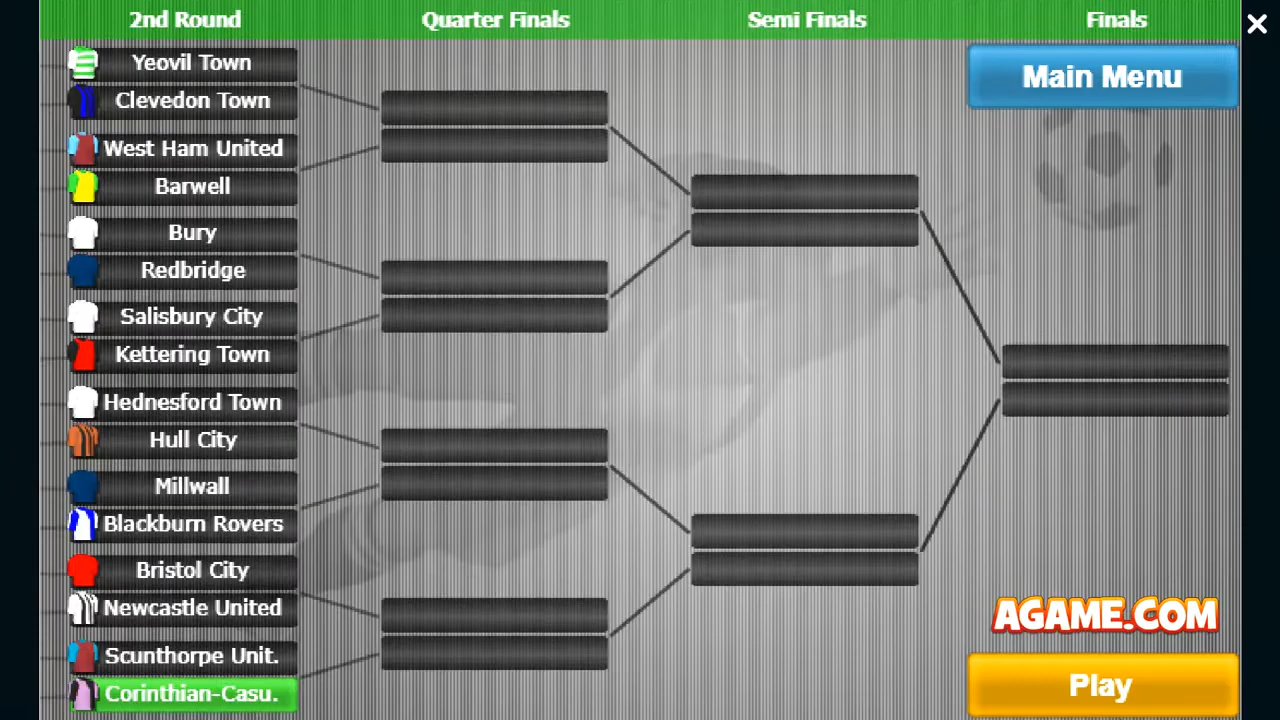 2nd Round
Quarter Finals
Semi Finals
Finals
Main Menu
Yeovil Town
Clevedon Town
West Ham United
Barwell
Bury
Redbridge
Salisbury City
Kettering Town
Hednesford Town
Hull City
Millwall
Blackburn Rovers
Bristol City
Newcastle United
Scunthorpe Unit.
Corinthian-Casu.
AGAME.COM
Play